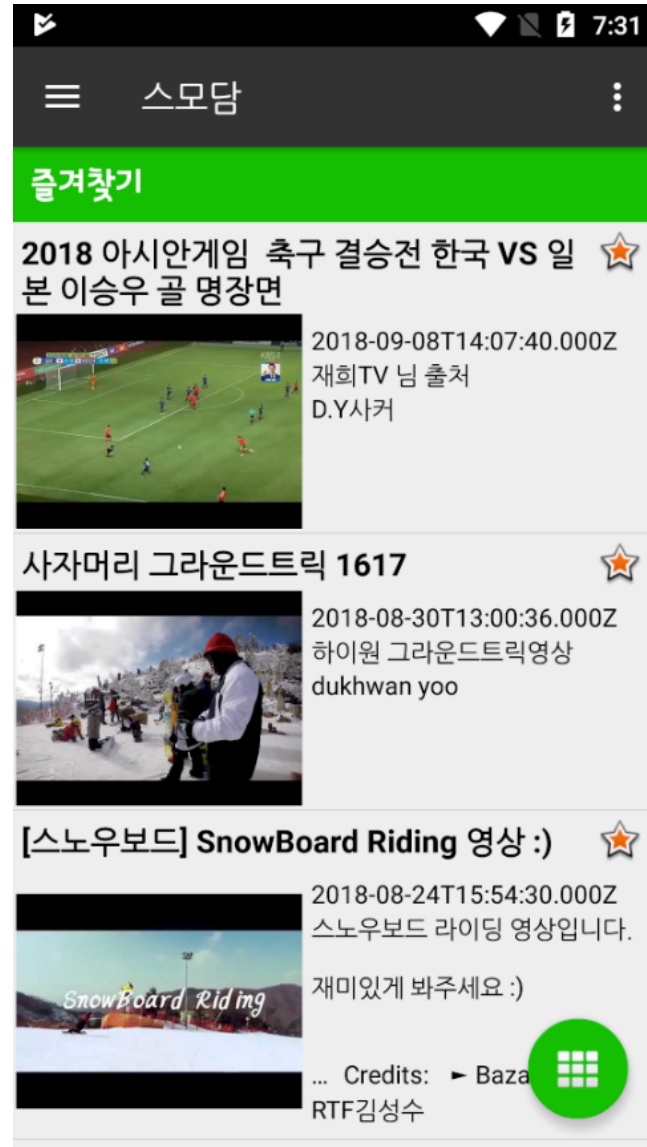 7:31
스모담
즐겨찾기
2018 아시안게임 축구 결승전 한국 VS 일
본 이승우 골 명장면
2018-09-08T14:07:40.000Z
재희TV 님 출처
D.Y사커
사자머리 그라운드트릭 1617
2018-08-30T13:00:36.000Z
하이원 그라운드트릭영상
dukhwan yoo
[스노우보드] SnowBoard Riding 영상 :)
2018-08-24T15:54:30.000Z
스노우보드 라이딩 영상입니다.
SnowBoard Riding
재미있게 봐주세요 :)
... Credits: ► Baza
RTF김성수